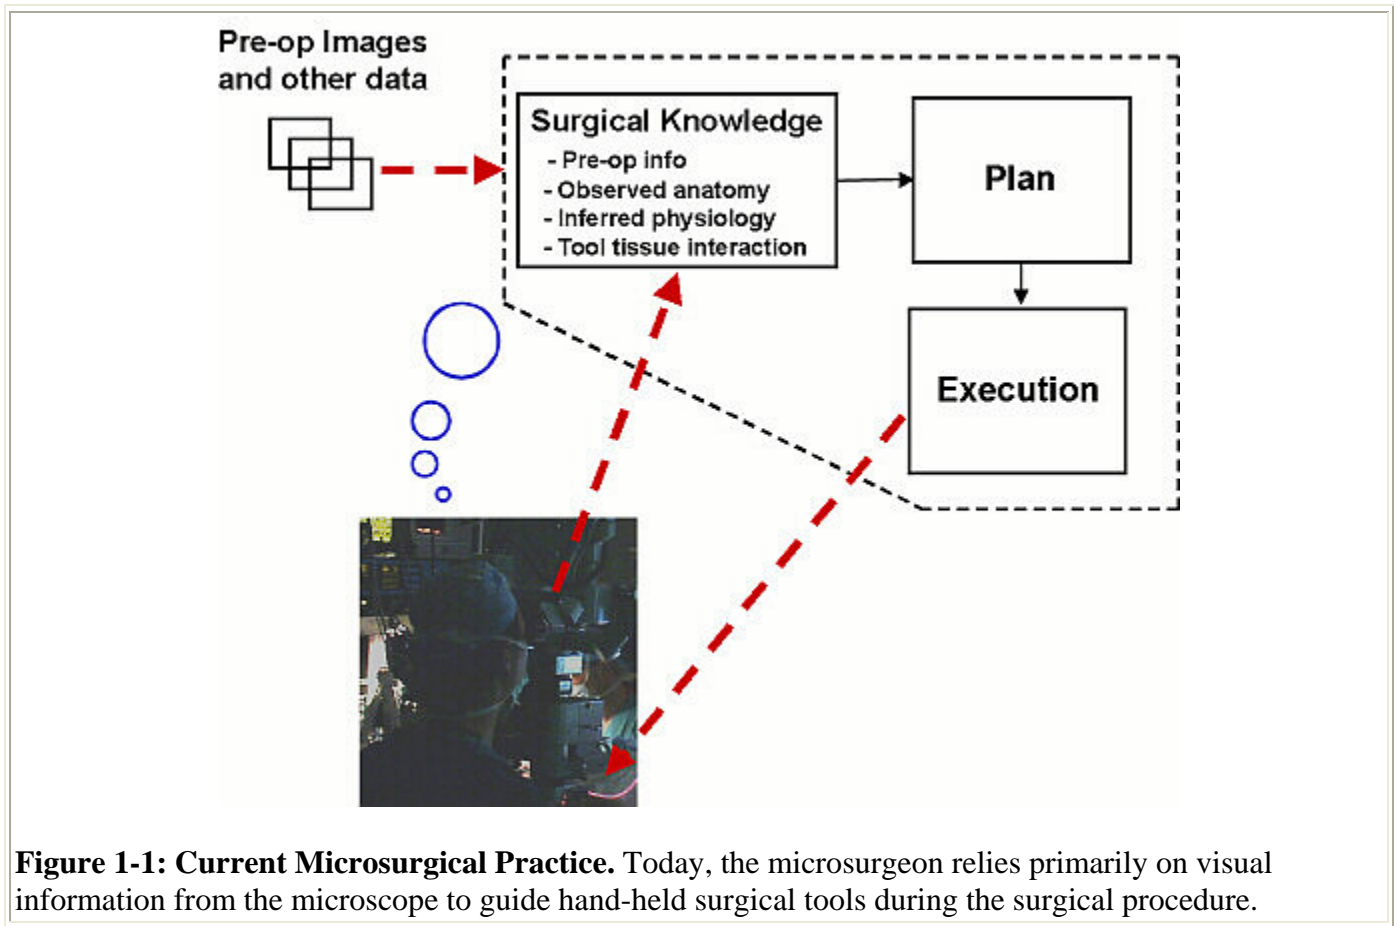 Pre-op Images
and other data
Surgical Knowledge
- Pre-op info
- Observed anatomy
- Inferred physiology
- Tool tissue interaction
Plan
Execution
Figure 1-1: Current Microsurgical Practice. Today, the microsurgeon relies primarily on visual
information from the microscope to guide hand-held surgical tools during the surgical procedure.